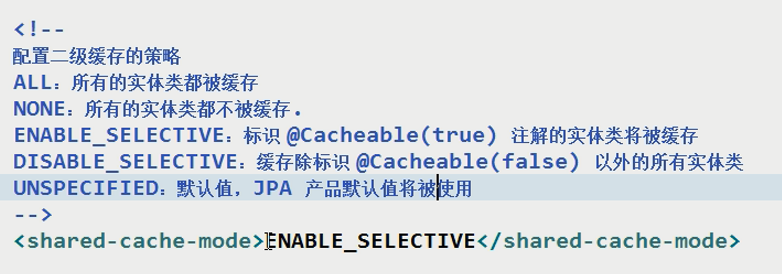 <!--
配置二级缓存的策略
ALL：所有的实体类都被缓存
NONE：所有的实体类都不被缓存.
ENABLE_SELECTIVE：标识 @Cacheable(true) 注解的实体类将被缓存
DISABLE_SELECTIVE：缓存除标识 @Cacheable(false) 以外的所有实体类
UNSPECIFIED：默认值，JPA 产品默认值将被使用
-->
<shared-cache-mode>ENABLE_SELECTIVE</shared-cache-mode>